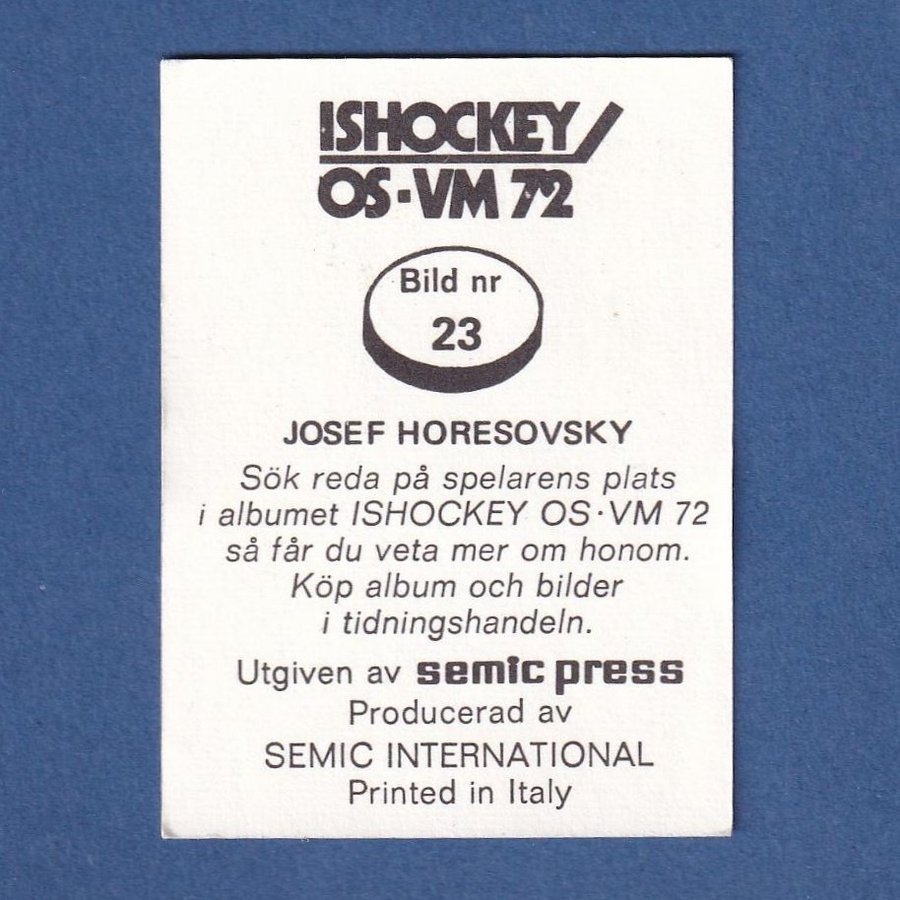 ISHOCKEY
OS·VM 72
Bild nr
23
JOSEF HORESOVSKY
Sök reda på spelarens plats
i albumet ISHOCKEY OS·VM 72
så får du veta mer om honom.
Köp album och bilder
i tidningshandeln.
Utgiven av semic press
Producerad av
SEMIC INTERNATIONAL
Printed in Italy